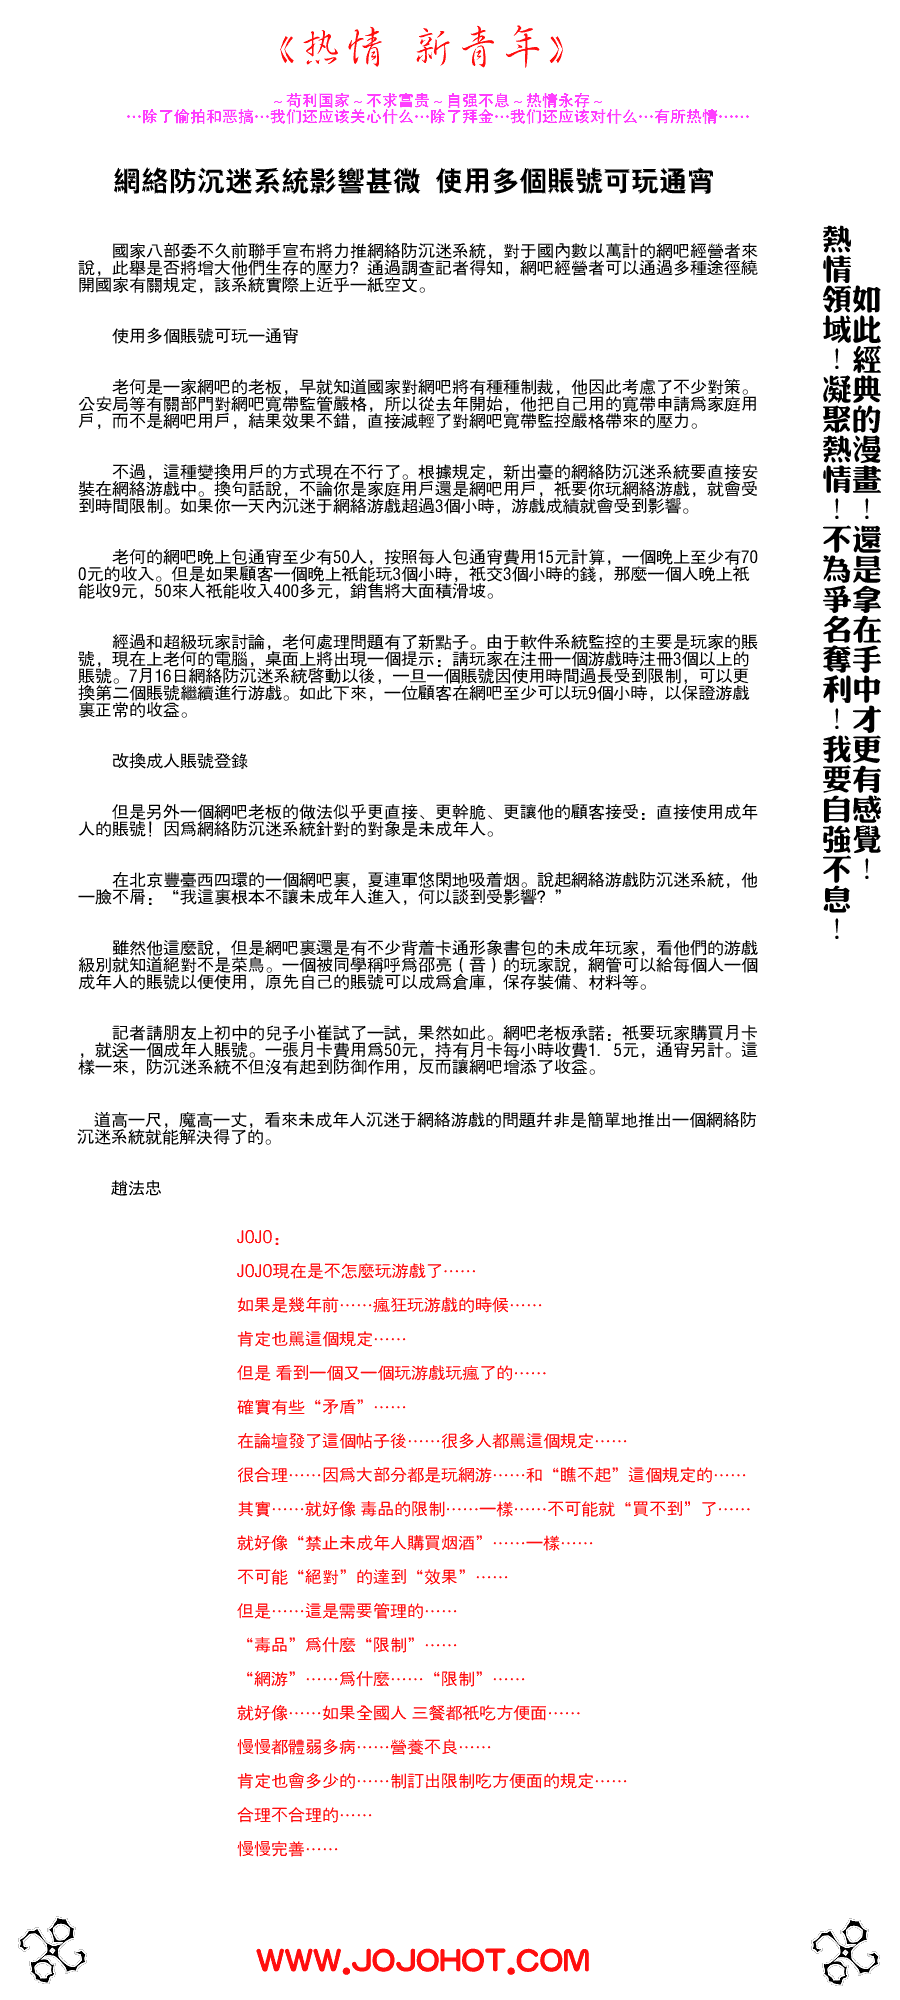 《热情 新青年》
～苟利国家～不求富贵～自强不息～热情永存～
…除了偷拍和恶搞…我们还应该关心什么…除了拜金…我们还应该对什么…有所热情……
網絡防沉迷系統影響甚微 使用多個賬號可玩通宵
國家八部委不久前聯手宣布將力推網絡防沉迷系統，對于國內數以萬計的網吧經營者來
說，此舉是否將增大他們生存的壓力？通過調查記者得知，網吧經營者可以通過多種途徑繞
開國家有關規定，該系統實際上近乎一紙空文。
使用多個賬號可玩一通宵
老何是一家網吧的老板，早就知道國家對網吧將有種種制裁，他因此考慮了不少對策。
公安局等有關部門對網吧寬帶監管嚴格，所以從去年開始，他把自己用的寬帶申請爲家庭用
戶，而不是網吧用戶，結果效果不錯，直接減輕了對網吧寬帶監控嚴格帶來的壓力。
不過，這種變換用戶的方式現在不行了。根據規定，新出臺的網絡防沉迷系統要直接安
裝在網絡游戲中。換句話說，不論你是家庭用戶還是網吧用戶，衹要你玩網絡游戲，就會受
到時間限制。如果你一天內沉迷于網絡游戲超過3個小時，游戲成績就會受到影響。
老何的網吧晚上包通宵至少有50人，按照每人包通宵費用15元計算，一個晚上至少有70
0元的收入。但是如果顧客一個晚上衹能玩3個小時，衹交3個小時的錢，那麼一個人晚上衹
能收9元，50來人衹能收入400多元，銷售將大面積滑坡。
經過和超級玩家討論，老何處理問題有了新點子。由于軟件系統監控的主要是玩家的賬
號，現在上老何的電腦，桌面上將出現一個提示：請玩家在注冊一個游戲時注冊3個以上的
賬號。7月16日網絡防沉迷系統啓動以後，一旦一個賬號因使用時間過長受到限制，可以更
換第二個賬號繼續進行游戲。如此下來，一位顧客在網吧至少可以玩9個小時，以保證游戲
裏正常的收益。
改換成人賬號登錄
但是另外一個網吧老板的做法似乎更直接、更幹脆、更讓他的顧客接受：直接使用成年
人的賬號！因爲網絡防沉迷系統針對的對象是未成年人。
在北京豐臺西四環的一個網吧裏，夏連軍悠閑地吸着烟。說起網絡游戲防沉迷系統，他
一臉不屑：“我這裏根本不讓未成年人進入，何以談到受影響？”
雖然他這麼說，但是網吧裏還是有不少背着卡通形象書包的未成年玩家，看他們的游戲
級別就知道絕對不是菜鳥。一個被同學稱呼爲邵亮（音）的玩家說，網管可以給每個人一個
成年人的賬號以便使用，原先自己的賬號可以成爲倉庫，保存裝備、材料等。
記者請朋友上初中的兒子小崔試了一試，果然如此。網吧老板承諾：衹要玩家購買月卡
，就送一個成年人賬號。一張月卡費用爲50元，持有月卡每小時收費1. 5元，通宵另計。這
樣一來，防沉迷系統不但沒有起到防御作用，反而讓網吧增添了收益。
道高一尺，魔高一丈，看來未成年人沉迷于網絡游戲的問題幷非是簡單地推出一個網絡防
沉迷系統就能解決得了的。
趙法忠
如此經典的漫畫！還是拿在手中才更有感覺！
熱情領域！凝聚熱情！不為爭名奪利！我要自強不息！
JOJO：
JOJO現在是不怎麼玩游戲了……
如果是幾年前……瘋狂玩游戲的時候……
肯定也罵這個規定……
但是 看到一個又一個玩游戲玩瘋了的……
確實有些“矛盾”……
在論壇發了這個帖子後……很多人都罵這個規定……
很合理……因爲大部分都是玩網游……和“瞧不起”這個規定的……
其實……就好像 毒品的限制……一樣……不可能就“買不到”了……
就好像“禁止未成年人購買烟酒”……一樣……
不可能“絕對”的達到“效果”……
但是……這是需要管理的……
“毒品”爲什麼“限制”……
“網游”……爲什麼……“限制”……
就好像……如果全國人 三餐都衹吃方便面……
慢慢都體弱多病……營養不良……
肯定也會多少的……制訂出限制吃方便面的規定……
合理不合理的……
慢慢完善……
WWW.JOJOHOT.COM